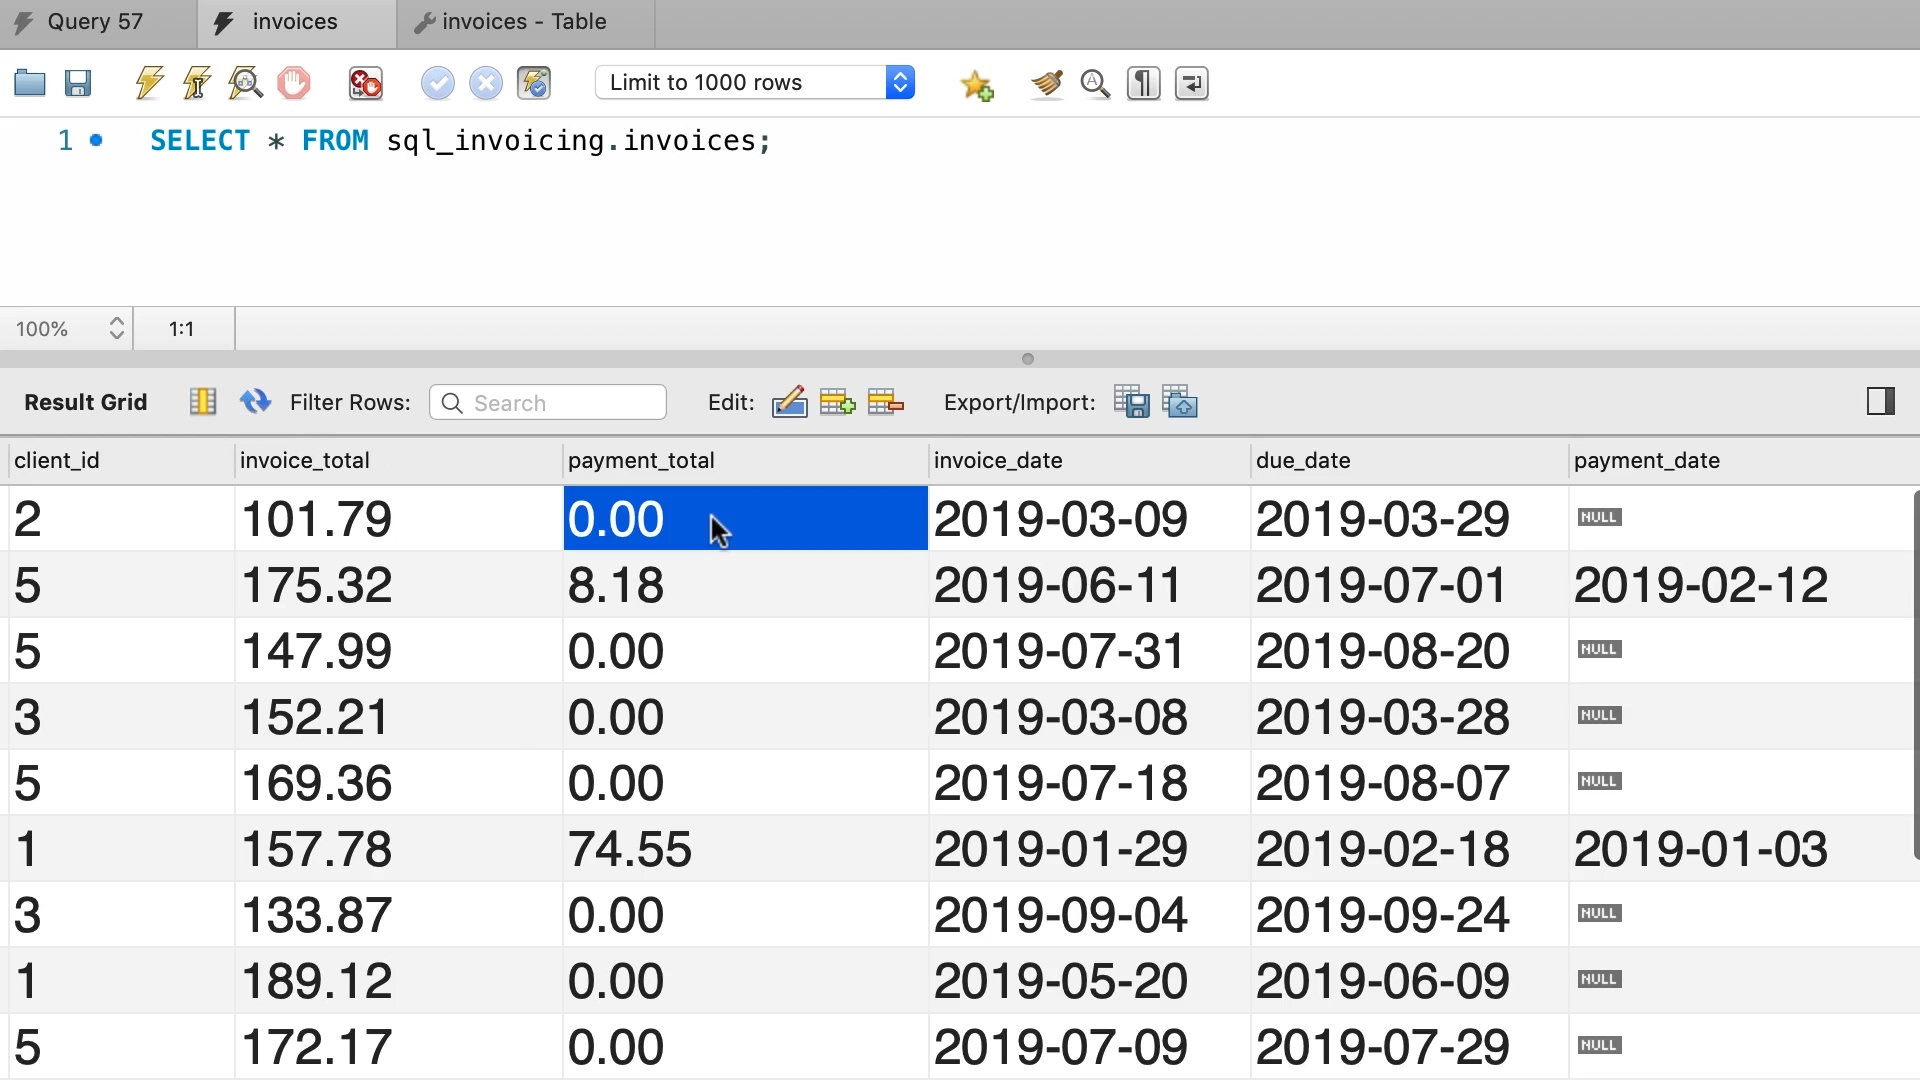 Query 57 invoices invoices - Table
Limit to 1000 rows
1 SELECT * FROM sql_invoicing.invoices;
100% 1:1
Result Grid Filter Rows: Search Edit: Export/Import:
client_id invoice_total payment_total invoice_date due_date payment_date
2 101.79 0.00 2019-03-09 2019-03-29 NULL
5 175.32 8.18 2019-06-11 2019-07-01 2019-02-12
5 147.99 0.00 2019-07-31 2019-08-20 NULL
3 152.21 0.00 2019-03-08 2019-03-28 NULL
5 169.36 0.00 2019-07-18 2019-08-07 NULL
1 157.78 74.55 2019-01-29 2019-02-18 2019-01-03
3 133.87 0.00 2019-09-04 2019-09-24 NULL
1 189.12 0.00 2019-05-20 2019-06-09 NULL
5 172.17 0.00 2019-07-09 2019-07-29 NULL